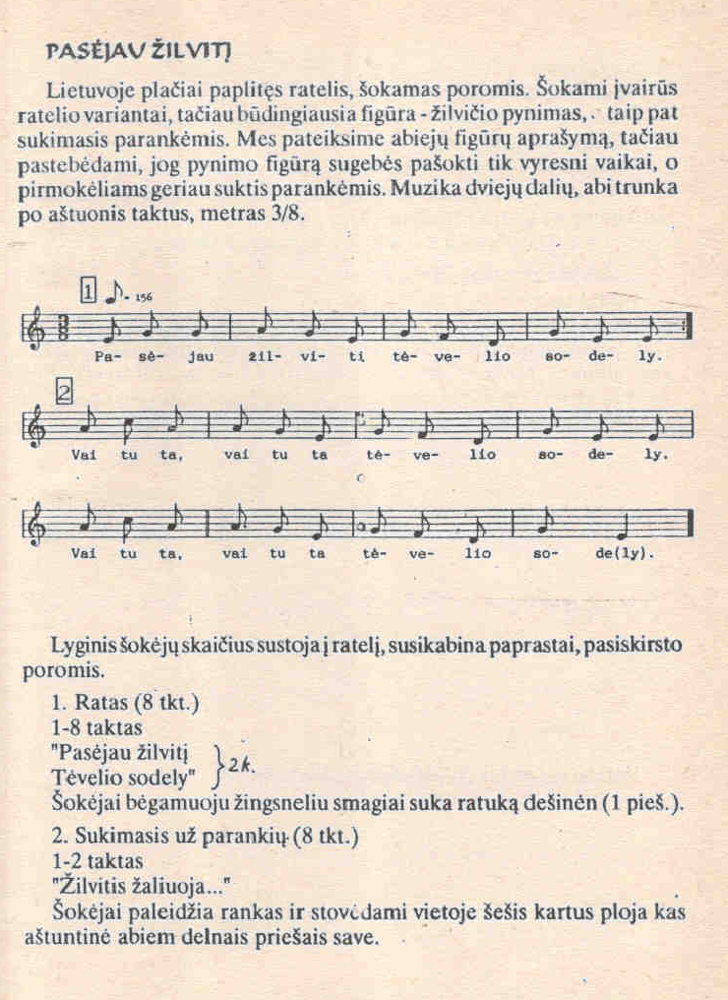 PASĖJAU ŽILVITĮ
Lietuvoje plačiai paplitęs ratelis, šokamas poromis. Šokami įvairūs
ratelio variantai, tačiau būdingiausia figūra - žilvičio pynimas, taip pat
sukimasis parankėmis. Mes pateiksime abiejų figūrų aprašymą, tačiau
pastebėdami, jog pynimo figūrą sugebės pašokti tik vyresni vaikai, o
pirmokėliams geriau suktis parankėmis. Muzika dviejų dalių, abi trunka
po aštuonis taktus, metras 3/8.
1 ♪. 156
3
8
Pa- sė- jau žil- vi- tį tė- ve- lio so- de- ly.
2
Vai tu ta, vai tu ta tė- ve- lio so- de- ly.
Vai tu ta, vai tu ta tė- ve- lio so- de(ly).
Lyginis šokėjų skaičius sustoja į ratelį, susikabina paprastai, pasiskirsto
poromis.
1. Ratas (8 tkt.)
1-8 taktas
"Pasėjau žilvitį
Tėvelio sodely" } 2k.
Šokėjai bėgamuoju žingsneliu smagiai suka ratuką dešinėn (1 pieš.).
2. Sukimasis už parankių (8 tkt.)
1-2 taktas
"Žilvitis žaliuoja..."
Šokėjai paleidžia rankas ir stovėdami vietoje šešis kartus ploja kas
aštuntinė abiem delnais priešais save.